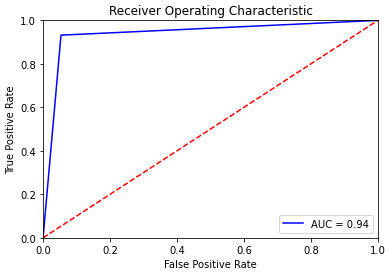 Receiver Operating Characteristic
True Positive Rate
1.0
0.8
0.6
0.4
0.2
0.0
AUC = 0.94
0.0 0.2 0.4 0.6 0.8 1.0
False Positive Rate